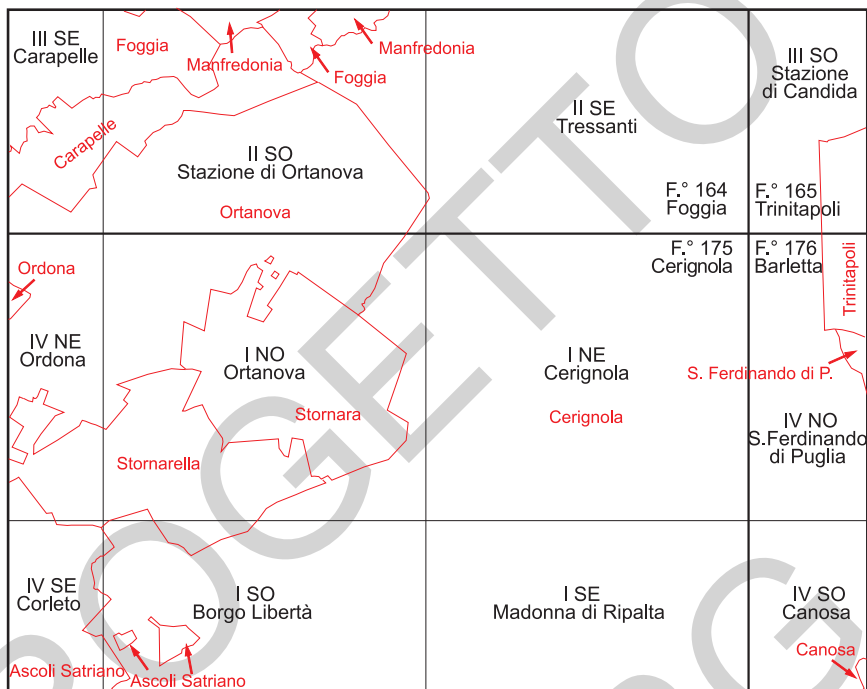 III SE
Carapelle
Foggia
Manfredonia
Manfredonia
Foggia
III SO
Stazione
di Candida
II SE
Tressanti
Carapelle
II SO
Stazione di Ortanova
Ortanova
F.° 164
Foggia
F.° 165
Trinitapoli
F.° 175
Cerignola
F.° 176
Barletta
Trinitapoli
Ordona
IV NE
Ordona
I NO
Ortanova
I NE
Cerignola
S. Ferdinando di P.
Stornara
Cerignola
IV NO
S.Ferdinando
di Puglia
Stornarella
IV SE
Corleto
I SO
Borgo Libertà
I SE
Madonna di Ripalta
IV SO
Canosa
Canosa
Ascoli Satriano
Ascoli Satriano
ROGETTO